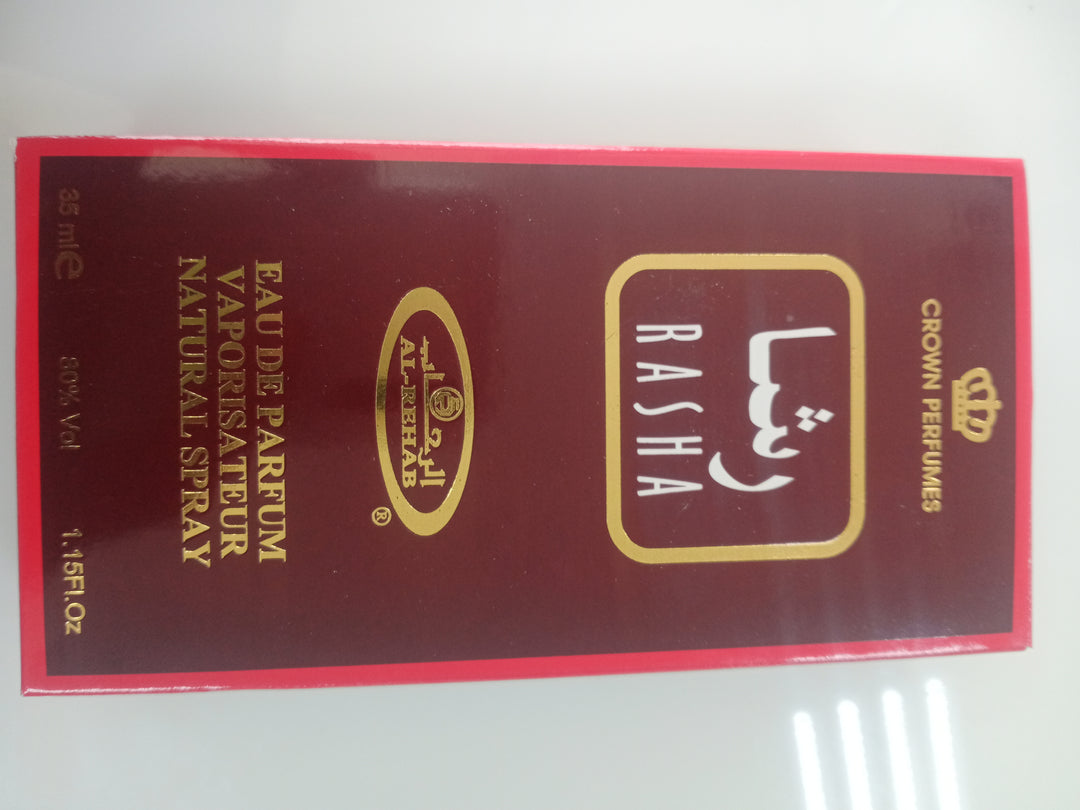 CROWN PERFUMES
رشا
RASHA
الرحاب
AL-REHAB
®
EAU DE PARFUM
VAPORISATEUR
NATURAL SPRAY
35 ml e 80% Vol 1.15Fl.Oz